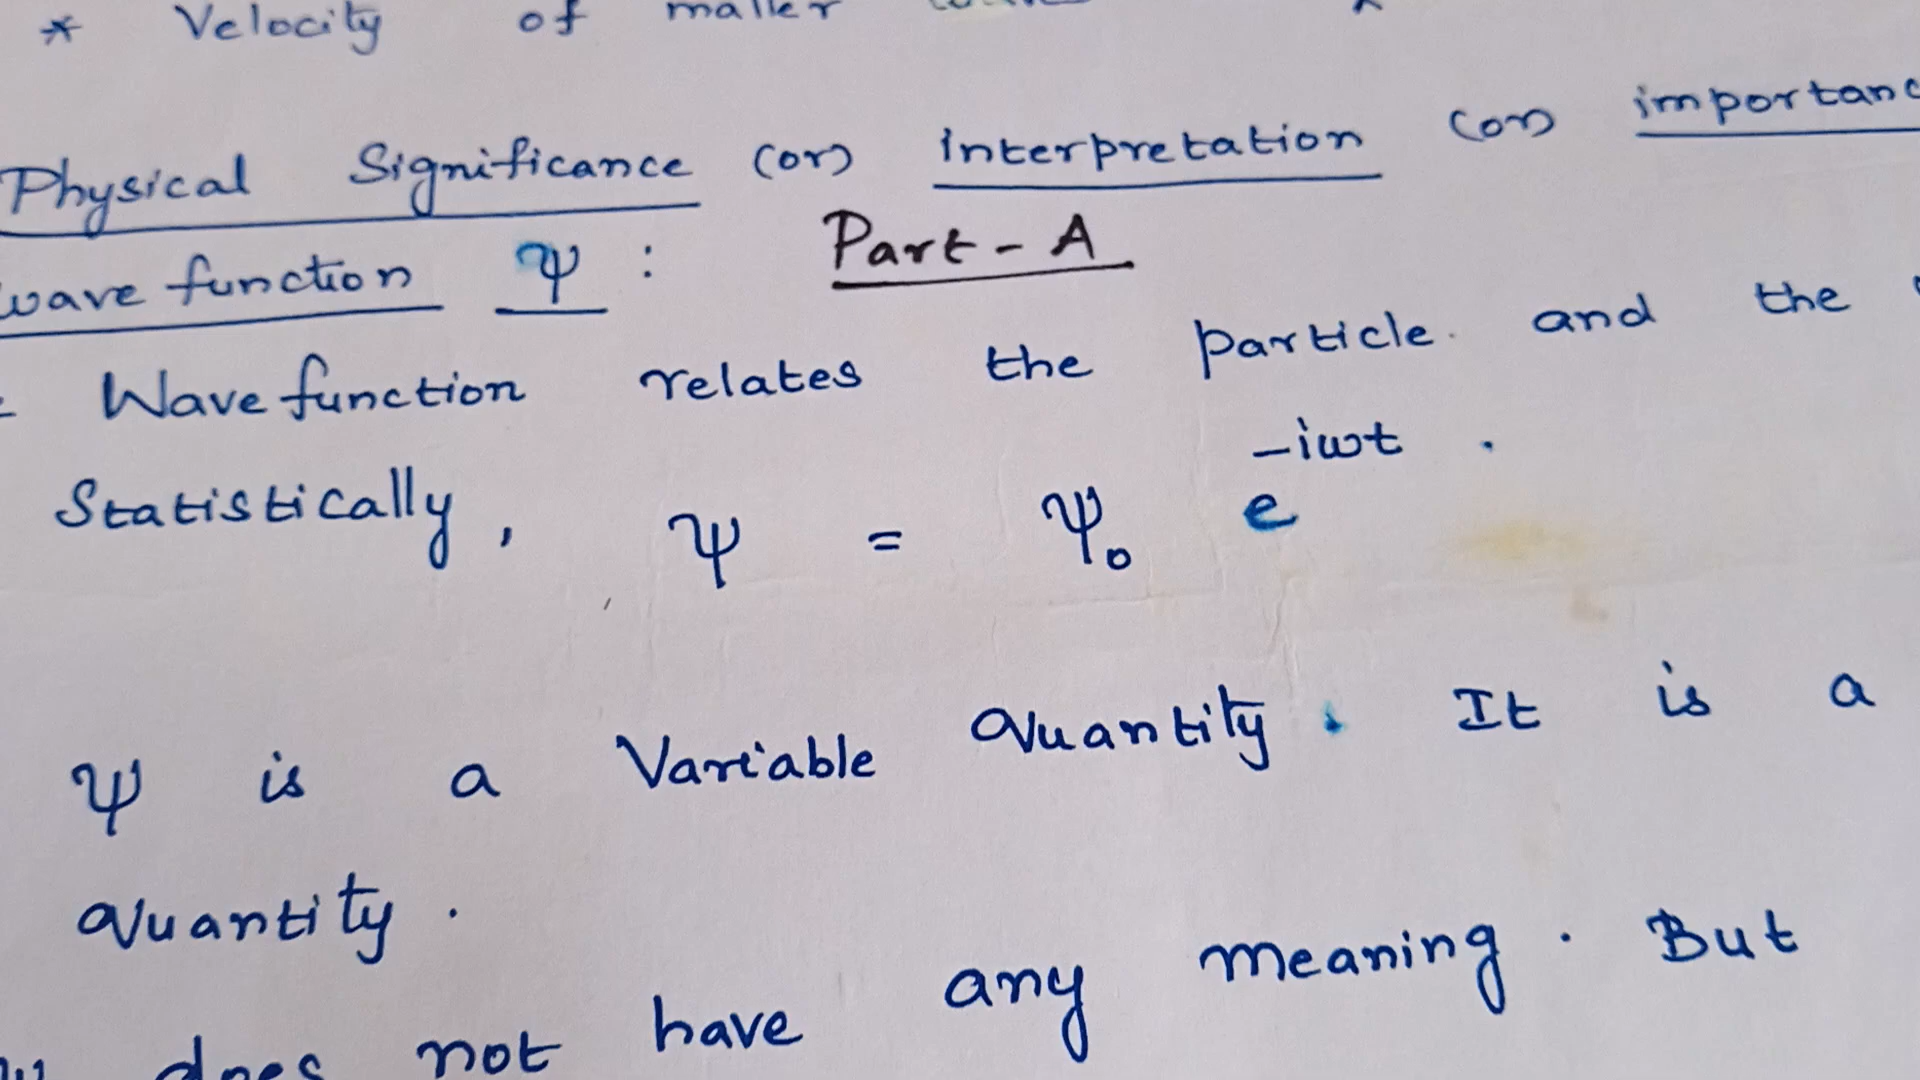 * Velocity of matter
Physical Significance (or) interpretation (or) importanc
wave function ψ : Part - A
Wave function relates the particle and the
Statistically, ψ = ψ₀ e^-iωt .
ψ is a Variable Quantity. It is a
Quantity.
ψ does not have any meaning. But